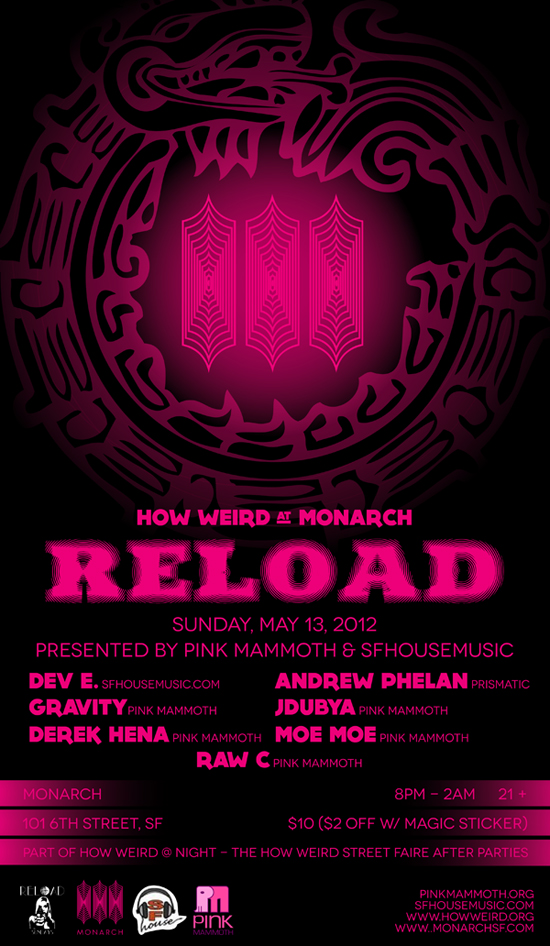 HOW WEIRD AT MONARCH
RELOAD
SUNDAY, MAY 13, 2012
PRESENTED BY PINK MAMMOTH & SFHOUSEMUSIC
DEV E. SFHOUSEMUSIC.COM
ANDREW PHELAN PRISMATIC
GRAVITY PINK MAMMOTH
JDUBYA PINK MAMMOTH
DEREK HENA PINK MAMMOTH
MOE MOE PINK MAMMOTH
RAW C PINK MAMMOTH
MONARCH
8PM – 2AM 21 +
101 6TH STREET, SF
$10 ($2 OFF W/ MAGIC STICKER)
PART OF HOW WEIRD @ NIGHT – THE HOW WEIRD STREET FAIRE AFTER PARTIES
RELOAD
SUNDAYS
MONARCH
SF
house
PM
PINK
MAMMOTH
PINKMAMMOTH.ORG
SFHOUSEMUSIC.COM
WWW.HOWWEIRD.ORG
WWW.MONARCHSF.COM